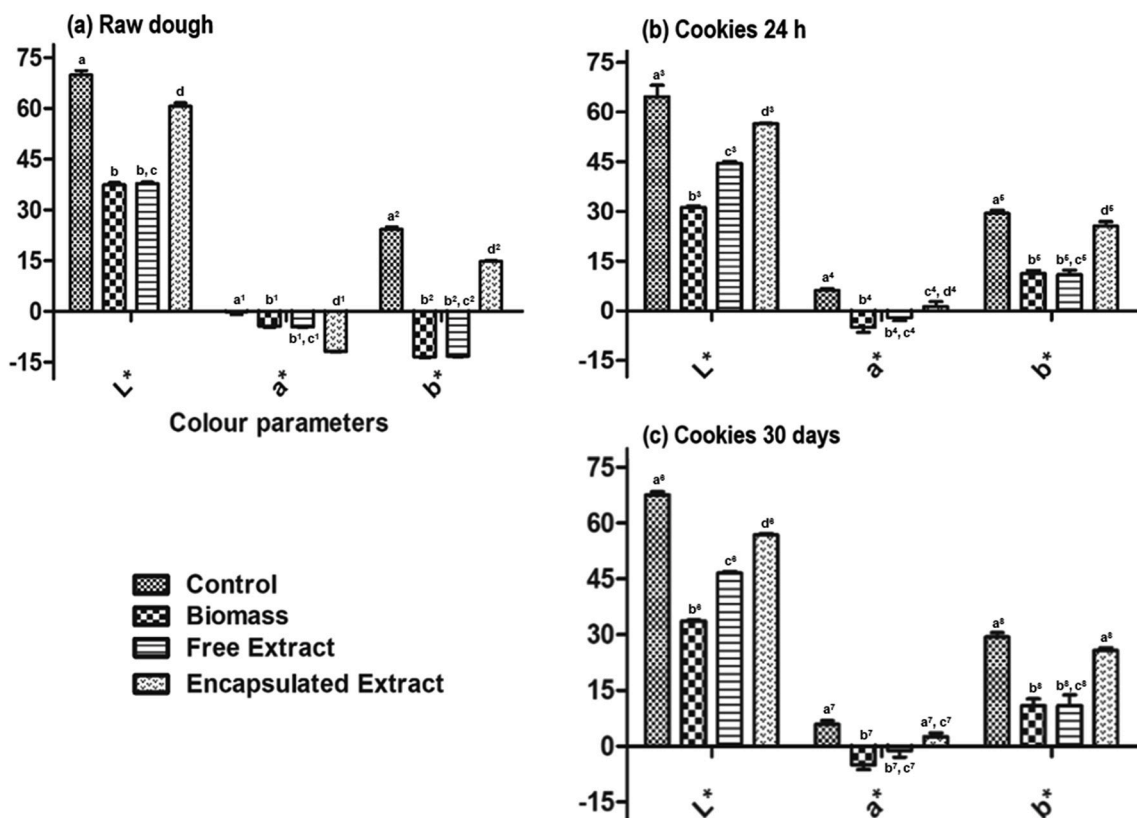 (a) Raw dough
75
60
45
30
15
0
-15
a
b
b, c
d
a¹
b¹
b¹, c¹
d¹
a²
b²
b², c²
d²
L*
a*
b*
Colour parameters
(b) Cookies 24 h
75
60
45
30
15
0
-15
a³
b³
c³
d³
a⁴
b⁴
b⁴, c⁴
c⁴, d⁴
a⁵
b⁵
b⁵, c⁵
d⁵
L*
a*
b*
(c) Cookies 30 days
75
60
45
30
15
0
-15
a⁶
b⁶
c⁶
d⁶
a⁷
b⁷
b⁷, c⁷
a⁷, c⁷
a⁸
b⁸
b⁸, c⁸
a⁸
L*
a*
b*
Control
Biomass
Free Extract
Encapsulated Extract